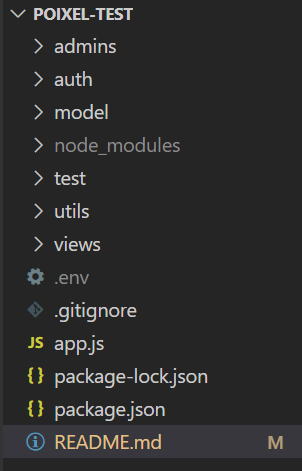 POIXEL-TEST
admins
auth
model
node_modules
test
utils
views
.env
.gitignore
JS app.js
{ } package-lock.json
{ } package.json
README.md M